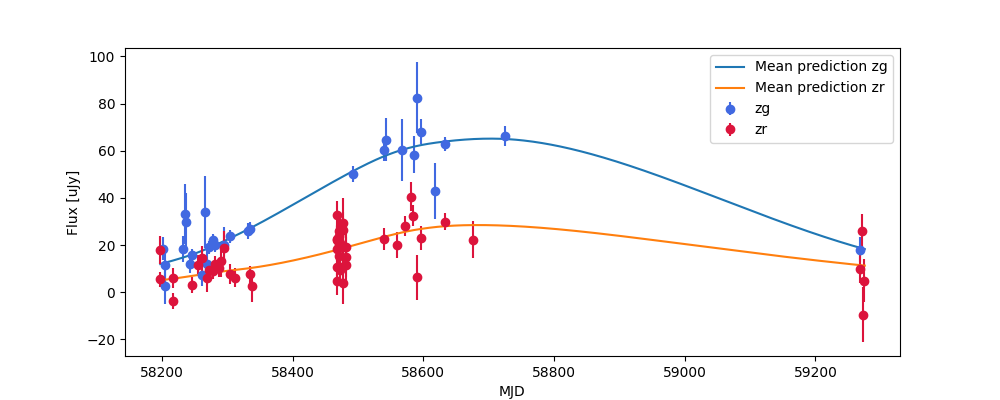 100
80
60
40
20
0
−20
Flux [uJy]
58200
58400
58600
58800
59000
59200
MJD
Mean prediction zg
Mean prediction zr
zg
zr